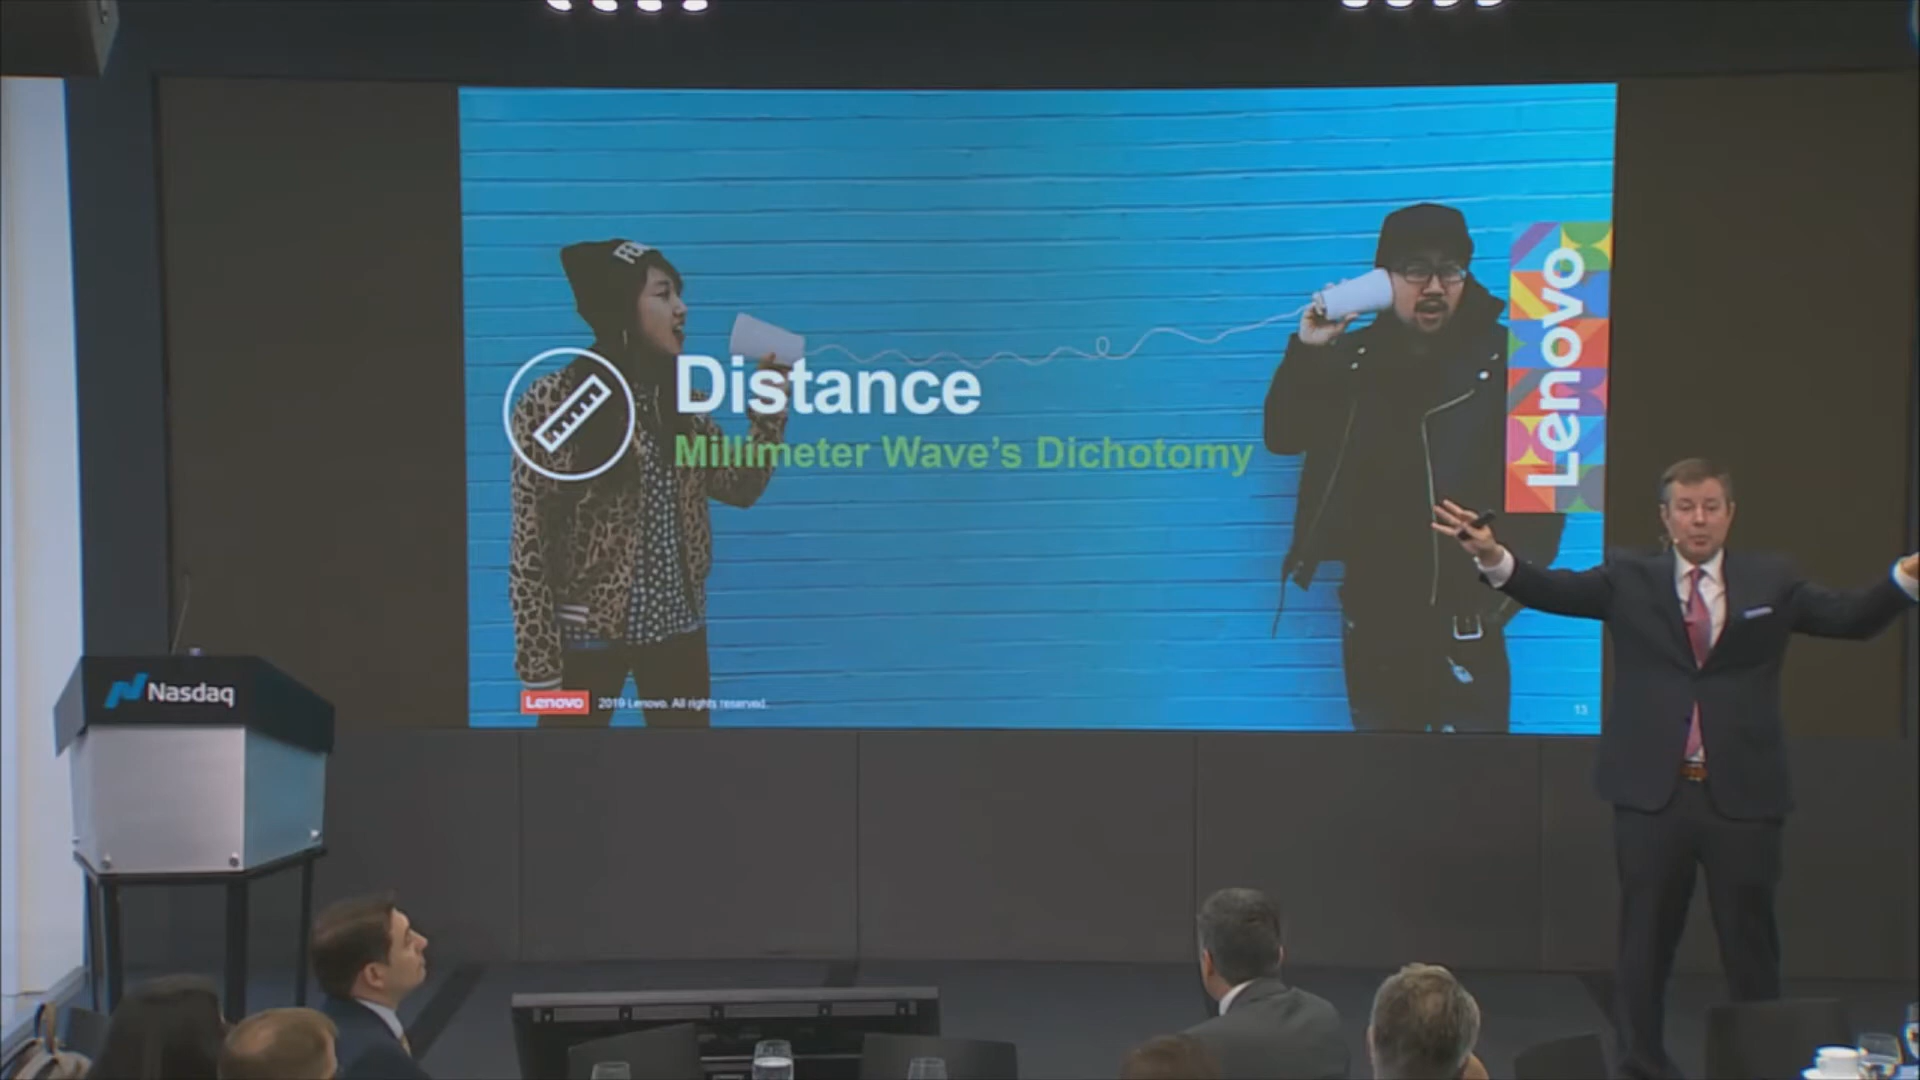 Distance
Millimeter Wave's Dichotomy
Lenovo
Lenovo 2019 Lenovo. All rights reserved.
13
Nasdaq